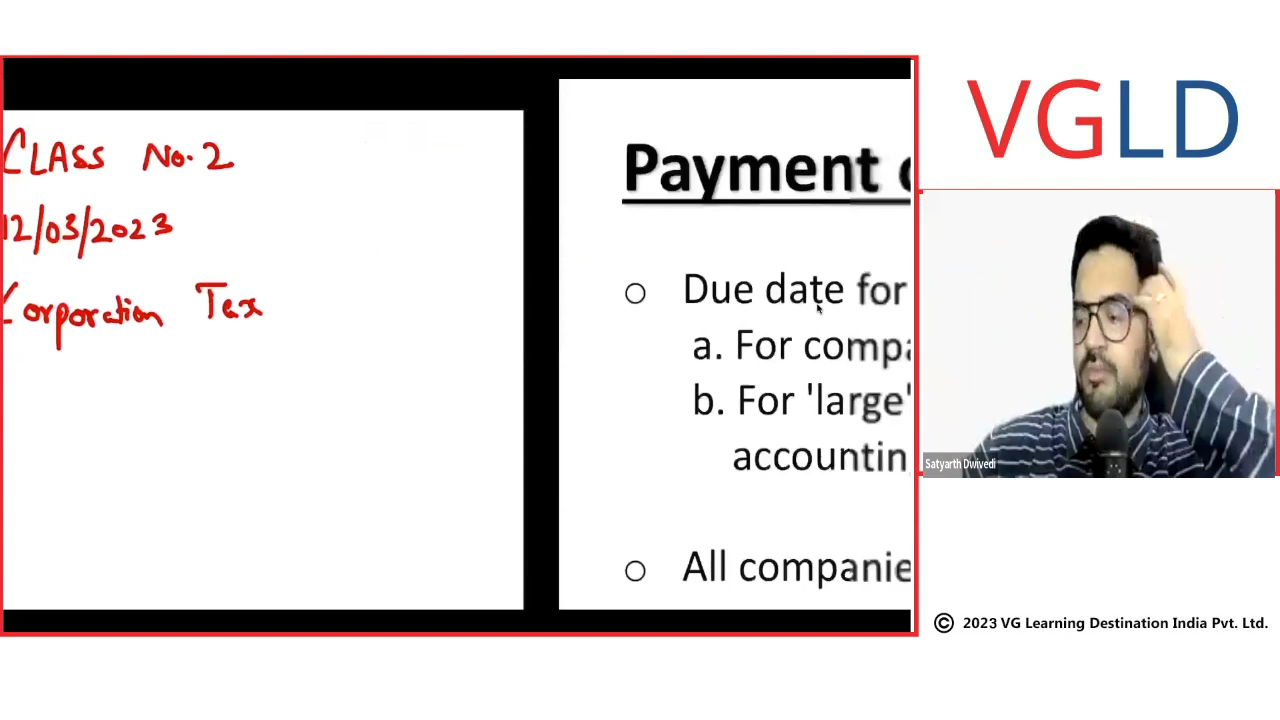 CLASS No. 2
12/03/2023
Corporation Tax
Payment
Due date for
a. For compa
b. For 'large'
accountin
All companie
VGLD
Satyarth Dwivedi
© 2023 VG Learning Destination India Pvt. Ltd.